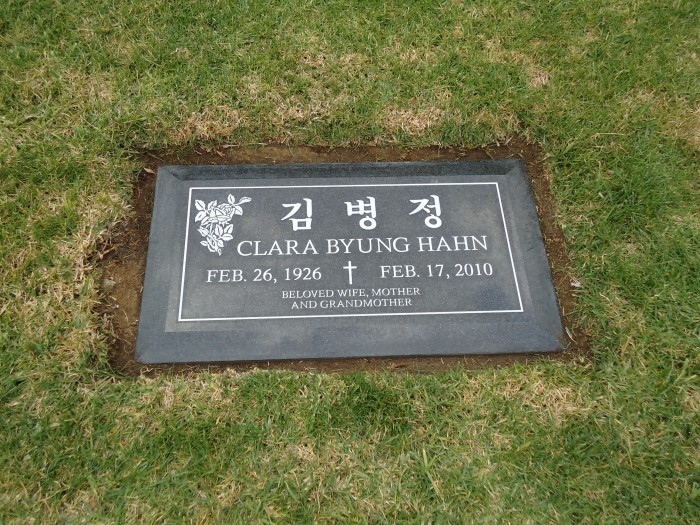 김 병 정
CLARA BYUNG HAHN
FEB. 26, 1926 † FEB. 17, 2010
BELOVED WIFE, MOTHER
AND GRANDMOTHER